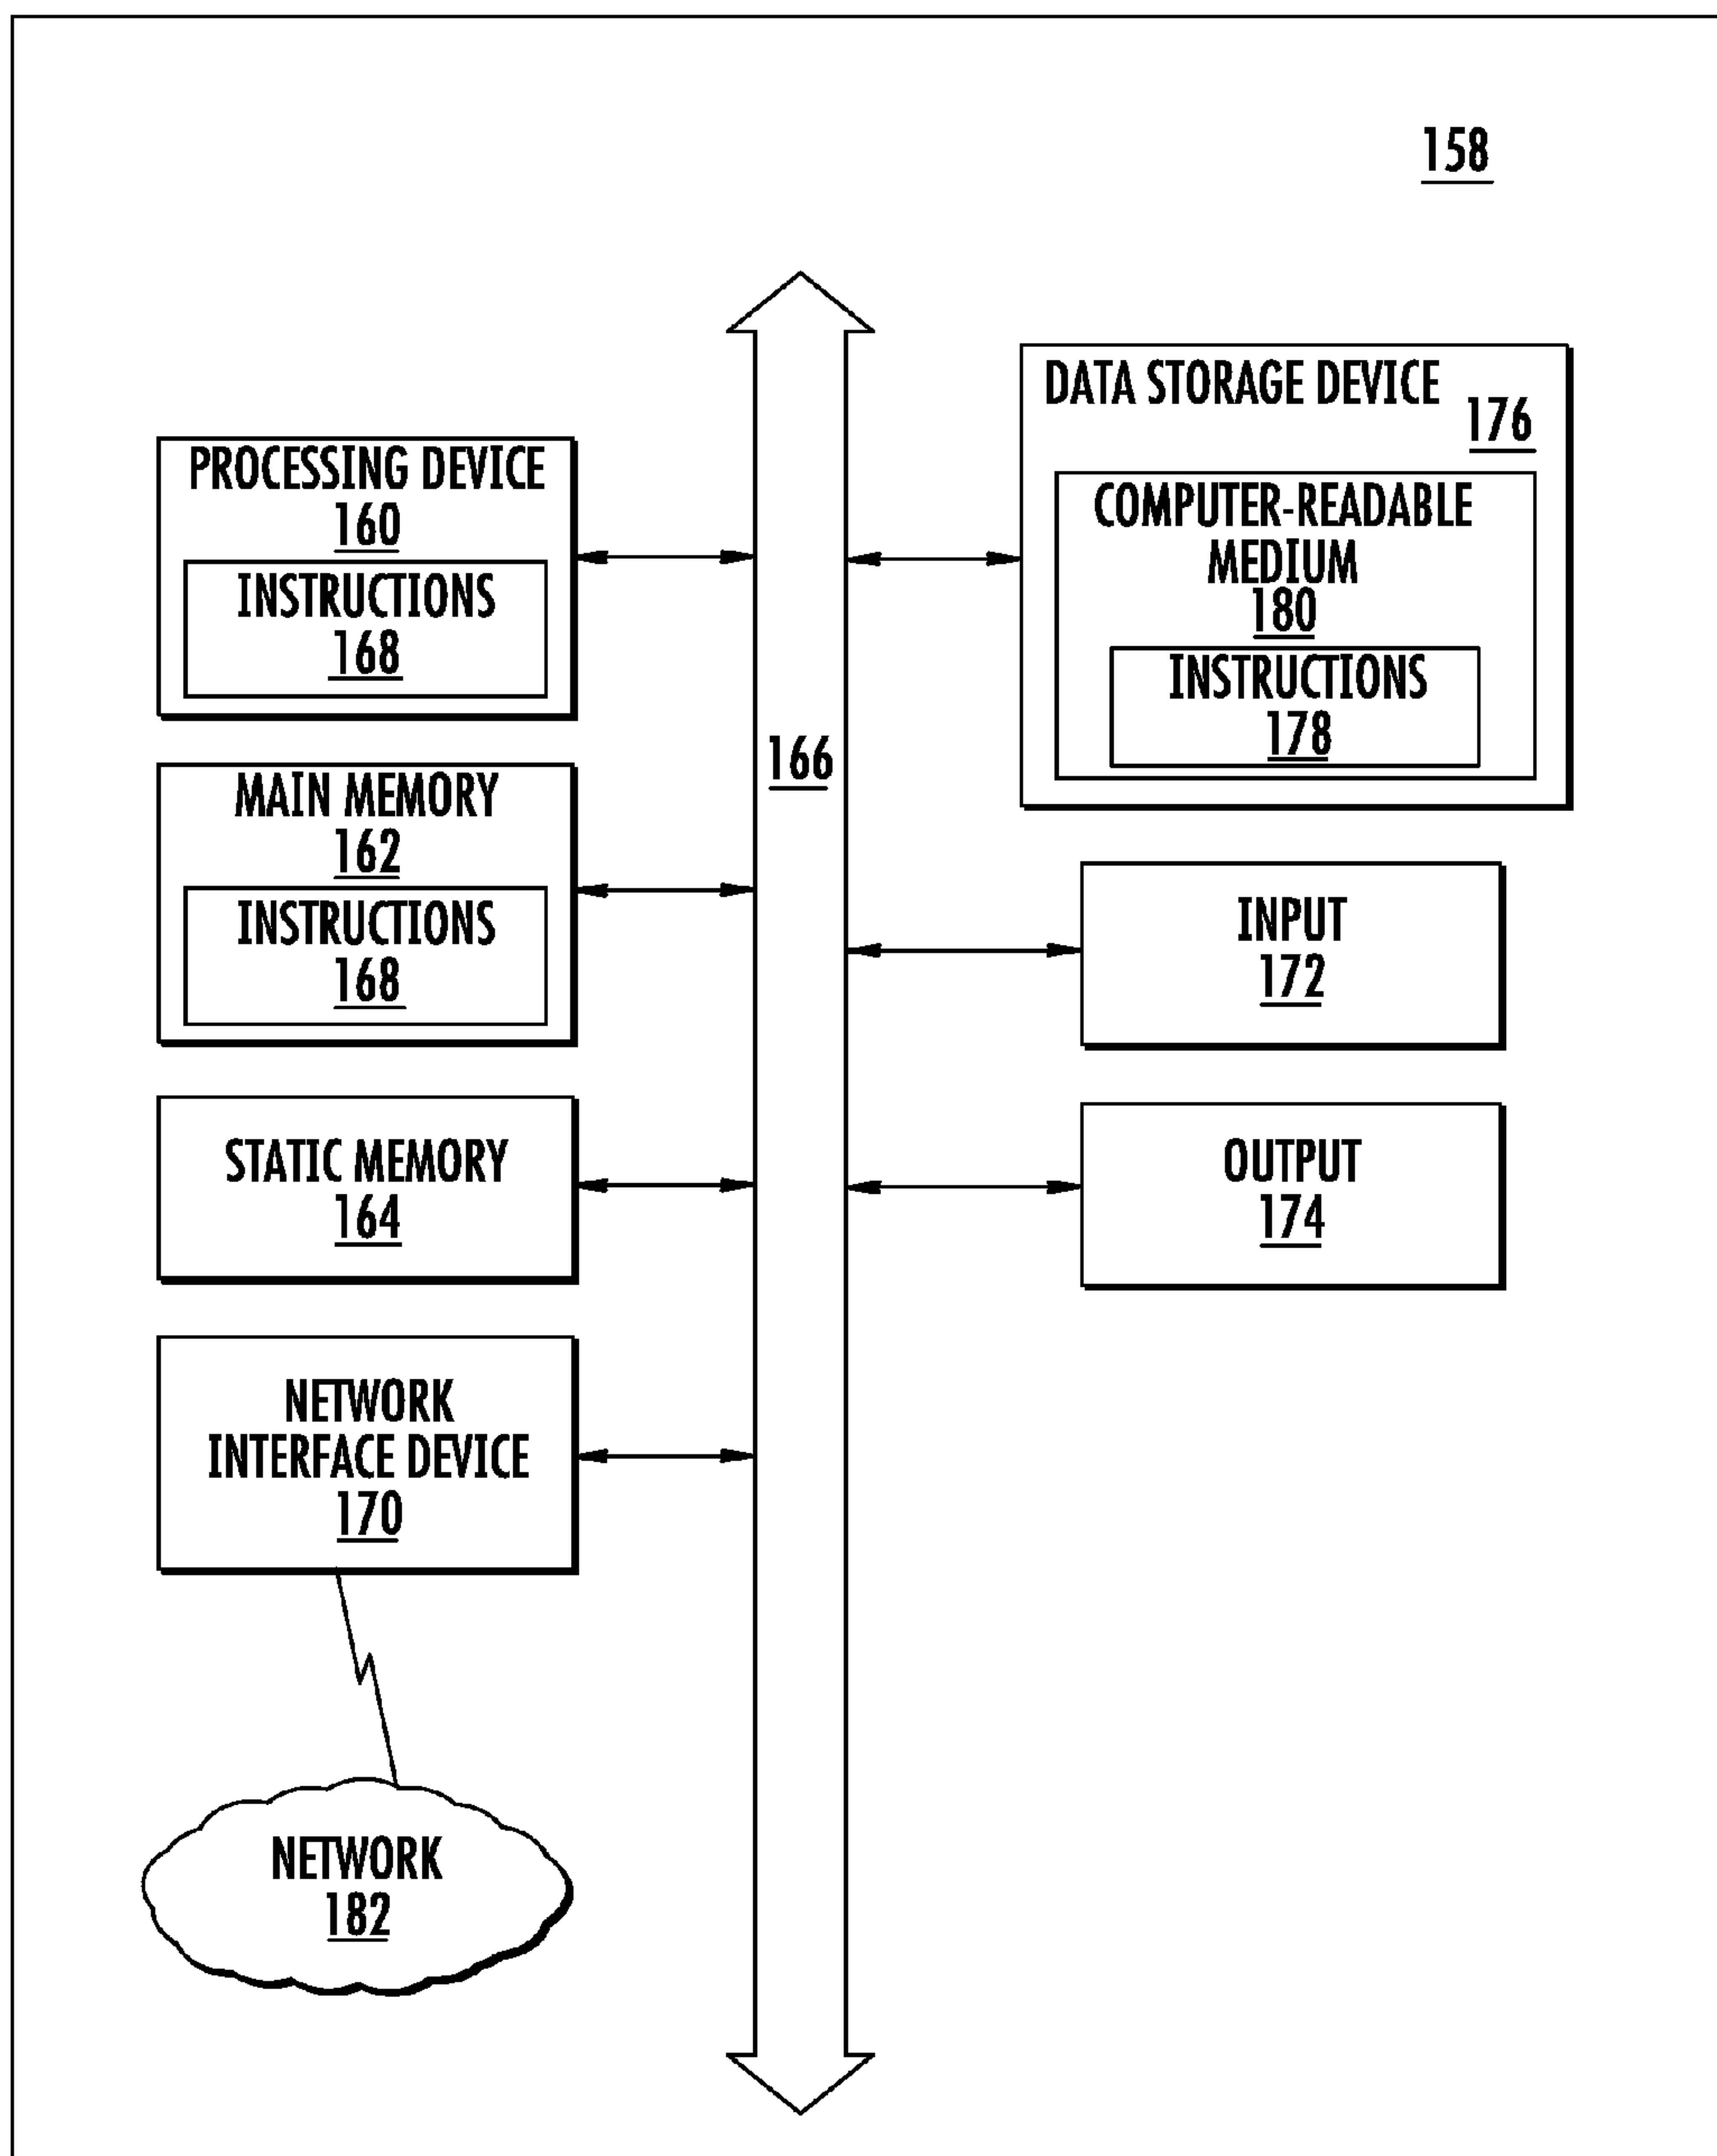 158
PROCESSING DEVICE
160
INSTRUCTIONS
168
MAIN MEMORY
162
INSTRUCTIONS
168
STATIC MEMORY
164
NETWORK
INTERFACE DEVICE
170
NETWORK
182
166
DATA STORAGE DEVICE
176
COMPUTER-READABLE
MEDIUM
180
INSTRUCTIONS
178
INPUT
172
OUTPUT
174